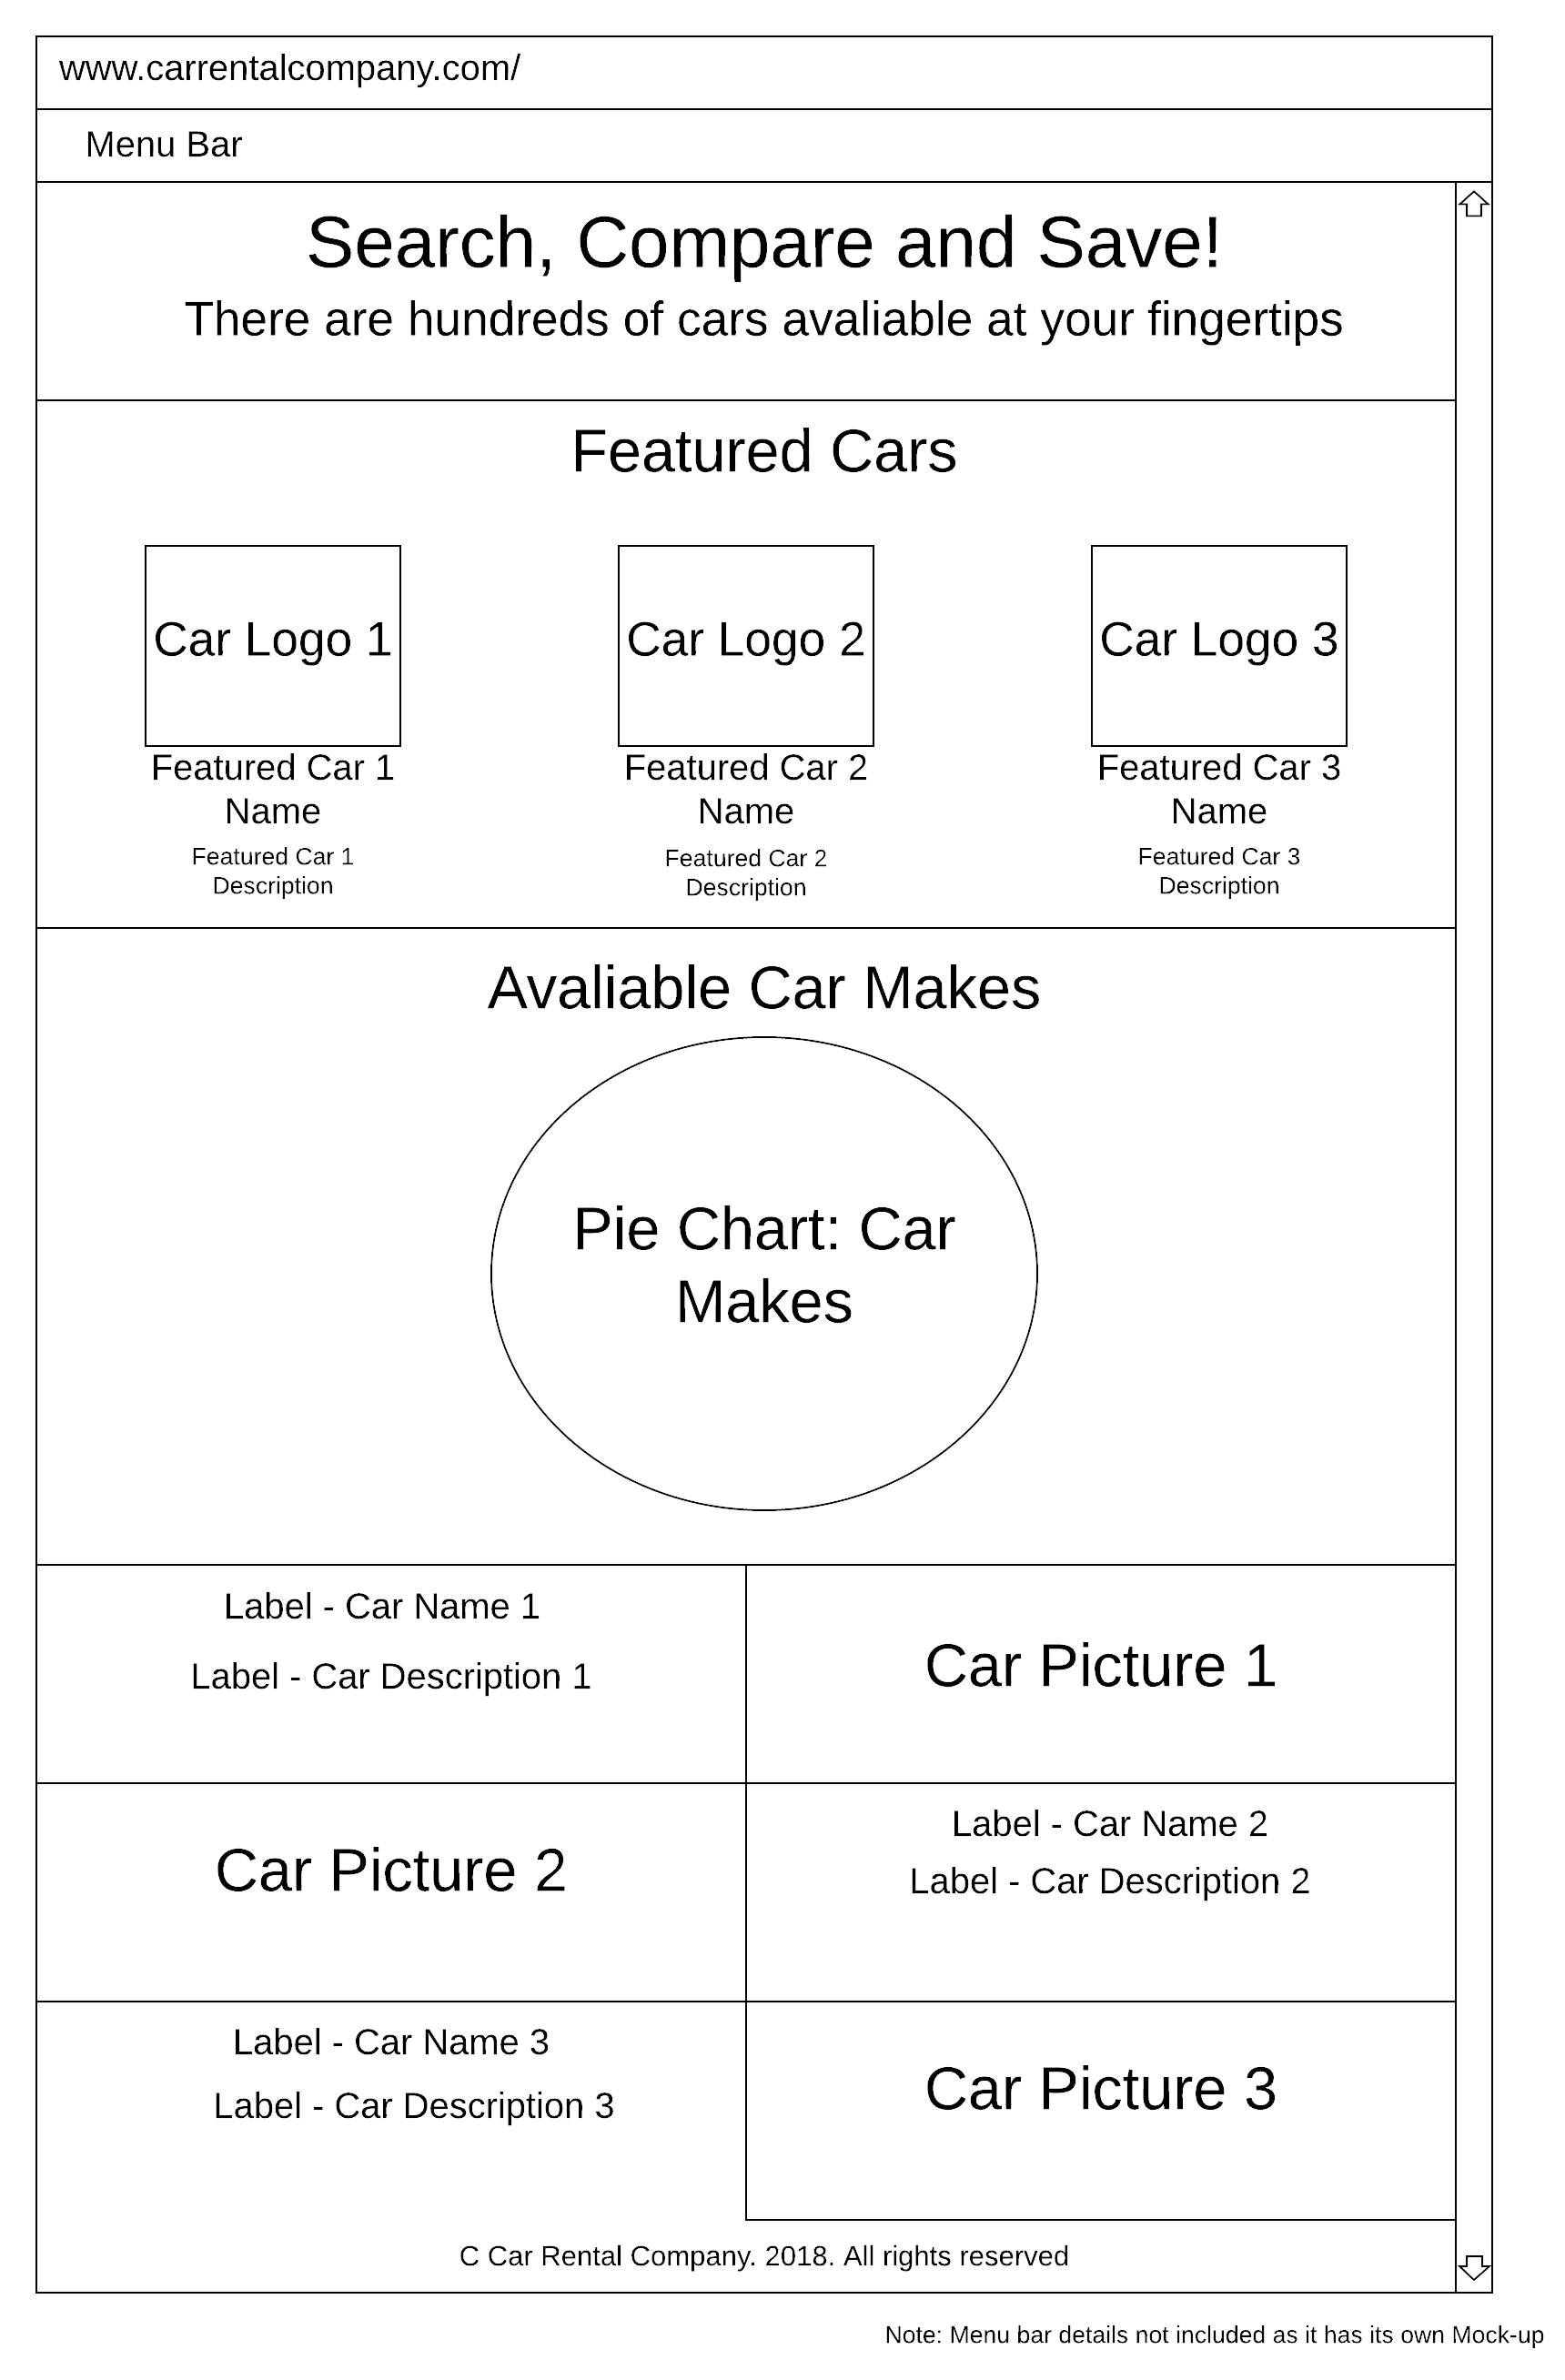 www.carrentalcompany.com/
Menu Bar
Search, Compare and Save!
There are hundreds of cars avaliable at your fingertips
Featured Cars
Car Logo 1
Car Logo 2
Car Logo 3
Featured Car 1
Name
Featured Car 1
Description
Featured Car 2
Name
Featured Car 2
Description
Featured Car 3
Name
Featured Car 3
Description
Avaliable Car Makes
Pie Chart: Car
Makes
Label - Car Name 1
Label - Car Description 1
Car Picture 1
Car Picture 2
Label - Car Name 2
Label - Car Description 2
Label - Car Name 3
Label - Car Description 3
Car Picture 3
C Car Rental Company. 2018. All rights reserved
Note: Menu bar details not included as it has its own Mock-up